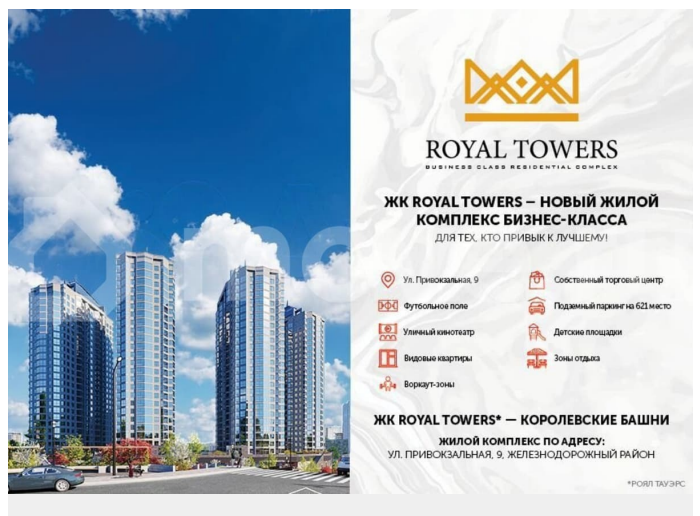 ROYAL TOWERS
BUSINESS CLASS RESIDENTIAL COMPLEX
ЖК ROYAL TOWERS – НОВЫЙ ЖИЛОЙ
КОМПЛЕКС БИЗНЕС-КЛАССА
ДЛЯ ТЕХ, КТО ПРИВЫК К ЛУЧШЕМУ!
Ул. Привокзальная, 9
Футбольное поле
Уличный кинотеатр
Видовые квартиры
Воркаут-зоны
Собственный торговый центр
Подземный паркинг на 621 место
Детские площадки
Зоны отдыха
ЖК ROYAL TOWERS* — КОРОЛЕВСКИЕ БАШНИ
ЖИЛОЙ КОМПЛЕКС ПО АДРЕСУ:
УЛ. ПРИВОКЗАЛЬНАЯ, 9, ЖЕЛЕЗНОДОРОЖНЫЙ РАЙОН
*РОЯЛ ТАУЭРС